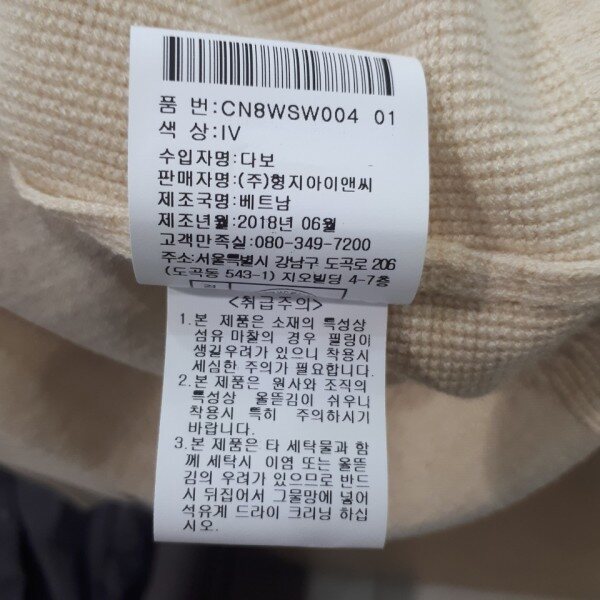 품 번:CN8WSW004 01
색 상:IV
수입자명:다보
판매자명:(주)형지아이앤씨
제조국명:베트남
제조년월:2018년 06월
고객만족실:080-349-7200
주소:서울특별시 강남구 도곡로 206
(도곡동 543-1) 지오빌딩 4-7층
<취급주의>
1.본 제품은 소재의 특성상
섬유 마찰의 경우 필링이
생길우려가 있으니 착용시
세심한 주의가 필요합니다.
2.본 제품은 원사와 조직의
특성상 올뜯김이 쉬우니
착용시 특히 주의하시기
바랍니다.
3.본 제품은 타 세탁물과 함
께 세탁시 이염 또는 올뜯
김의 우려가 있으므로 반드
시 뒤집어서 그물망에 넣어
석유계 드라이 크리닝 하십
시오.